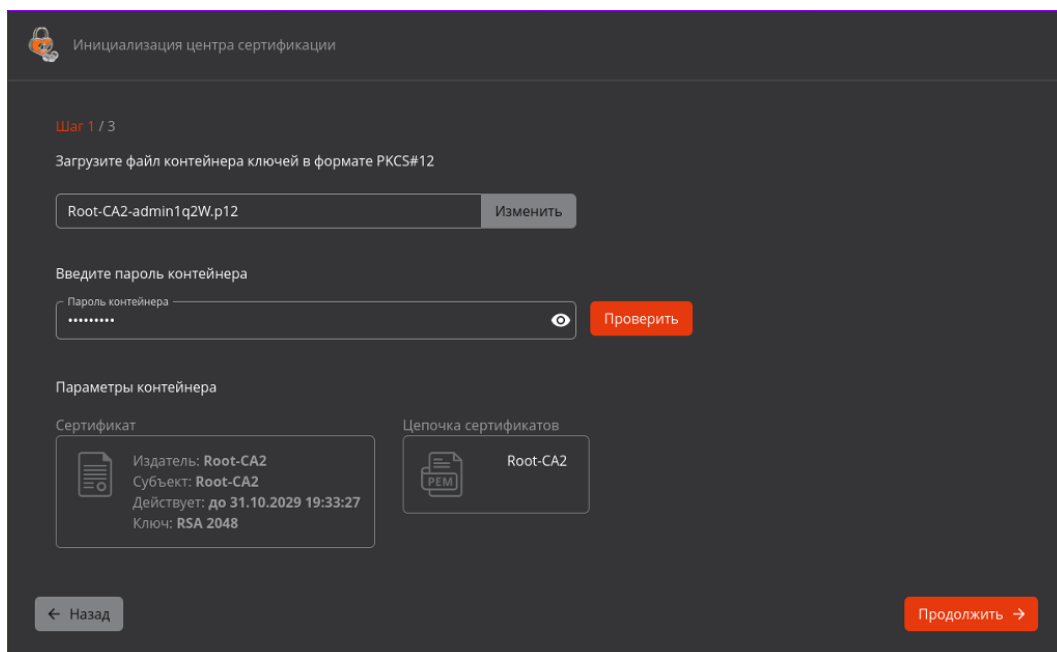 Инициализация центра сертификации
Шаг 1 / 3
Загрузите файл контейнера ключей в формате PKCS#12
Root-CA2-admin1q2W.p12
Изменить
Введите пароль контейнера
Пароль контейнера
•••••••••
Проверить
Параметры контейнера
Сертификат
Издатель: Root-CA2
Субъект: Root-CA2
Действует: до 31.10.2029 19:33:27
Ключ: RSA 2048
Цепочка сертификатов
PEM
Root-CA2
← Назад
Продолжить →